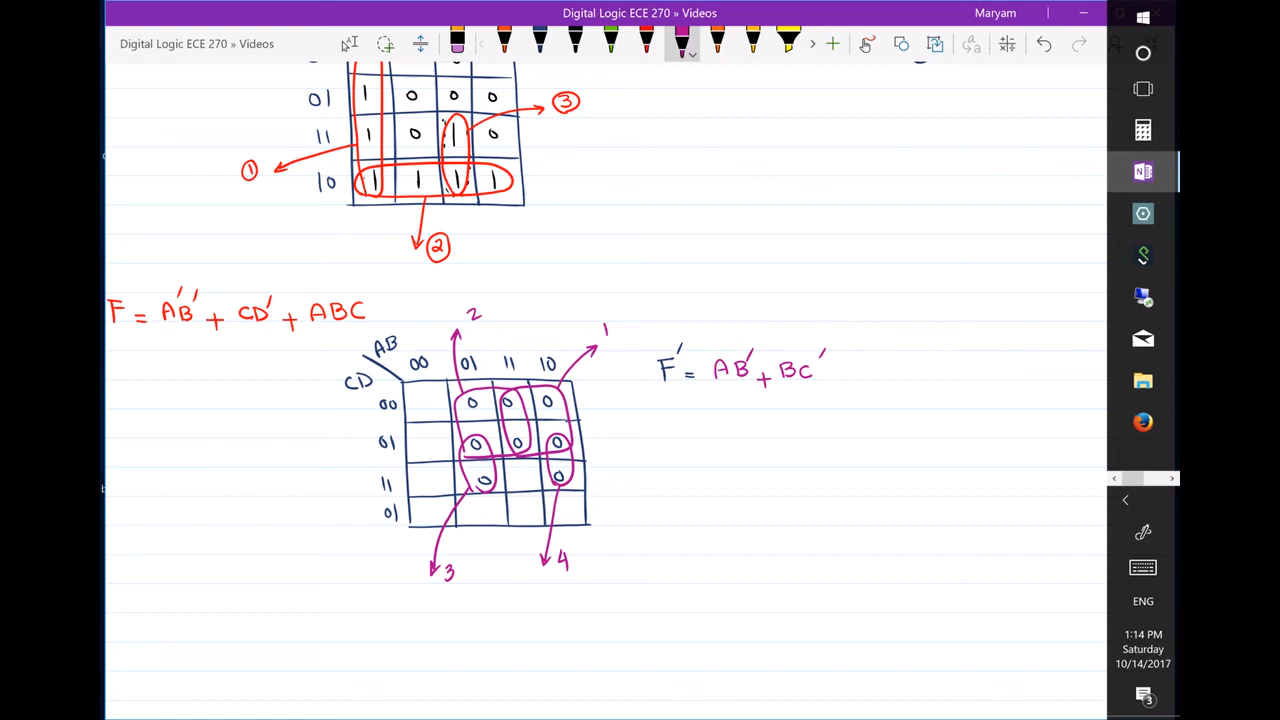 Digital Logic ECE 270 » Videos
Maryam
Digital Logic ECE 270 » Videos
01 1 0 0 0
3
11 1 0 1 0
1
10 1 1 1 1
2
F = A'B' + CD' + ABC
2
1
AB
00 01 11 10
CD
F' = AB' + BC'
00 0 0 0
01 0 0 0
11 0 0
01
3
4
ENG
1:14 PM
Saturday
10/14/2017
3